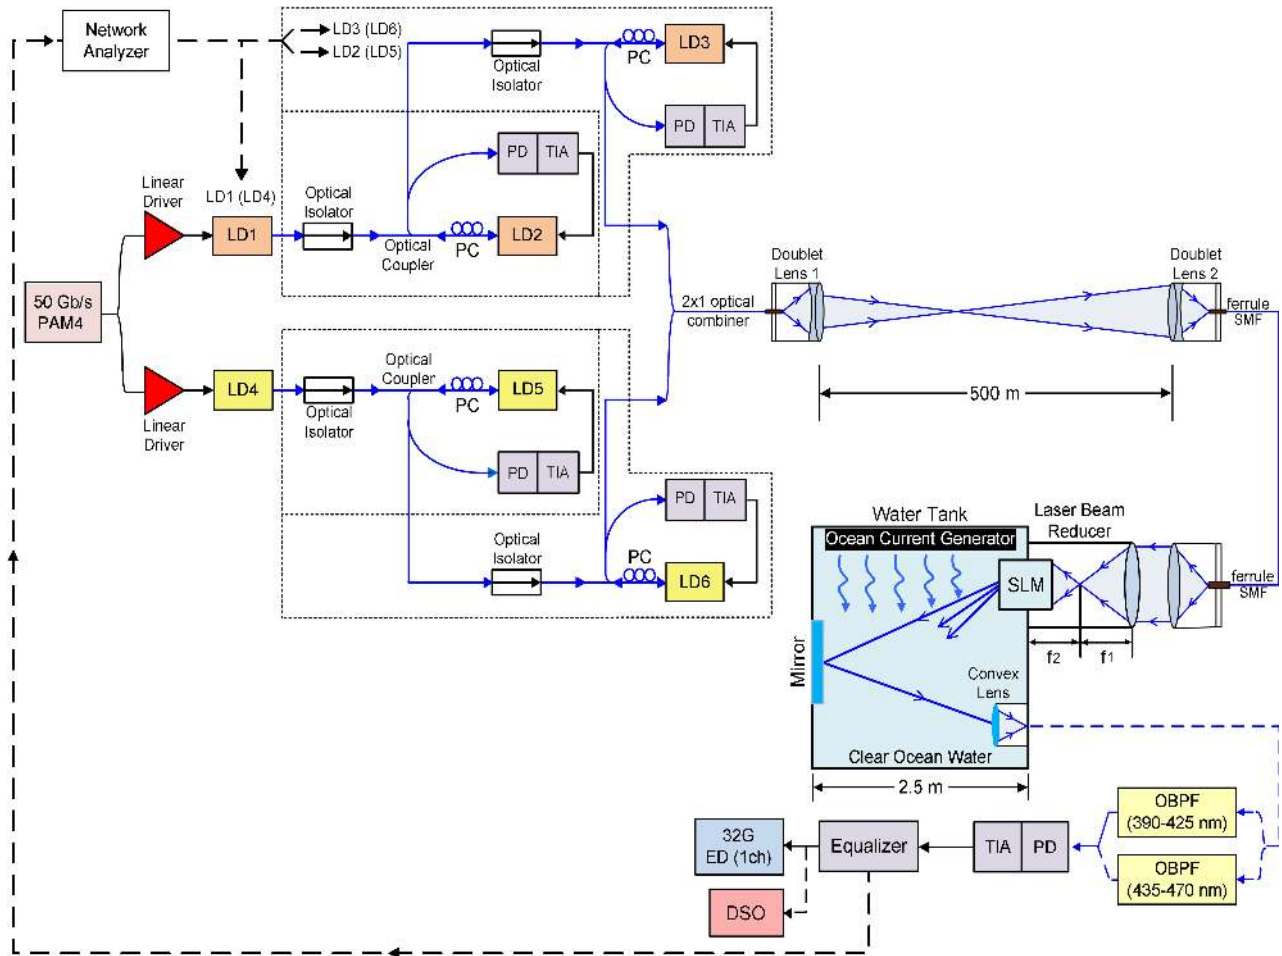 Network
Analyzer
LD3 (LD6)
LD2 (LD5)
Optical
Isolator
PC
LD3
PD
TIA
PD
TIA
Linear
Driver
LD1 (LD4)
LD1
Optical
Isolator
Optical
Coupler
PC
LD2
50 Gb/s
PAM4
Linear
Driver
LD4
Optical
Isolator
Optical
Coupler
PC
LD5
PD
TIA
Optical
Isolator
PD
TIA
PC
LD6
2x1 optical
combiner
Doublet
Lens 1
Doublet
Lens 2
ferrule
SMF
500 m
Water Tank
Ocean Current Generator
Laser Beam
Reducer
SLM
ferrule
SMF
f2
f1
Mirror
Convex
Lens
Clear Ocean Water
2.5 m
OBPF
(390-425 nm)
OBPF
(435-470 nm)
TIA
PD
Equalizer
32G
ED (1ch)
DSO